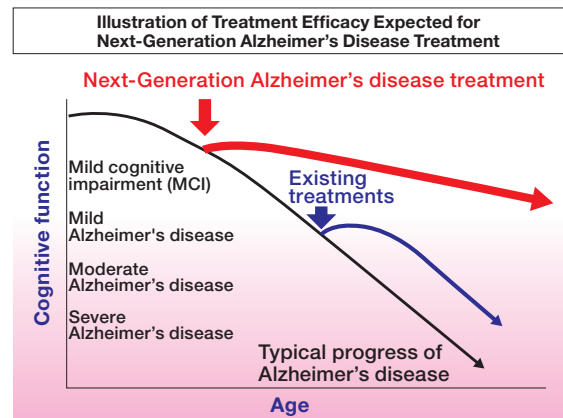 Illustration of Treatment Efficacy Expected for
Next-Generation Alzheimer's Disease Treatment
Next-Generation Alzheimer's disease treatment
Cognitive function
Mild cognitive
impairment (MCI)
Existing
treatments
Mild
Alzheimer's disease
Moderate
Alzheimer's disease
Severe
Alzheimer's disease
Typical progress of
Alzheimer's disease
Age